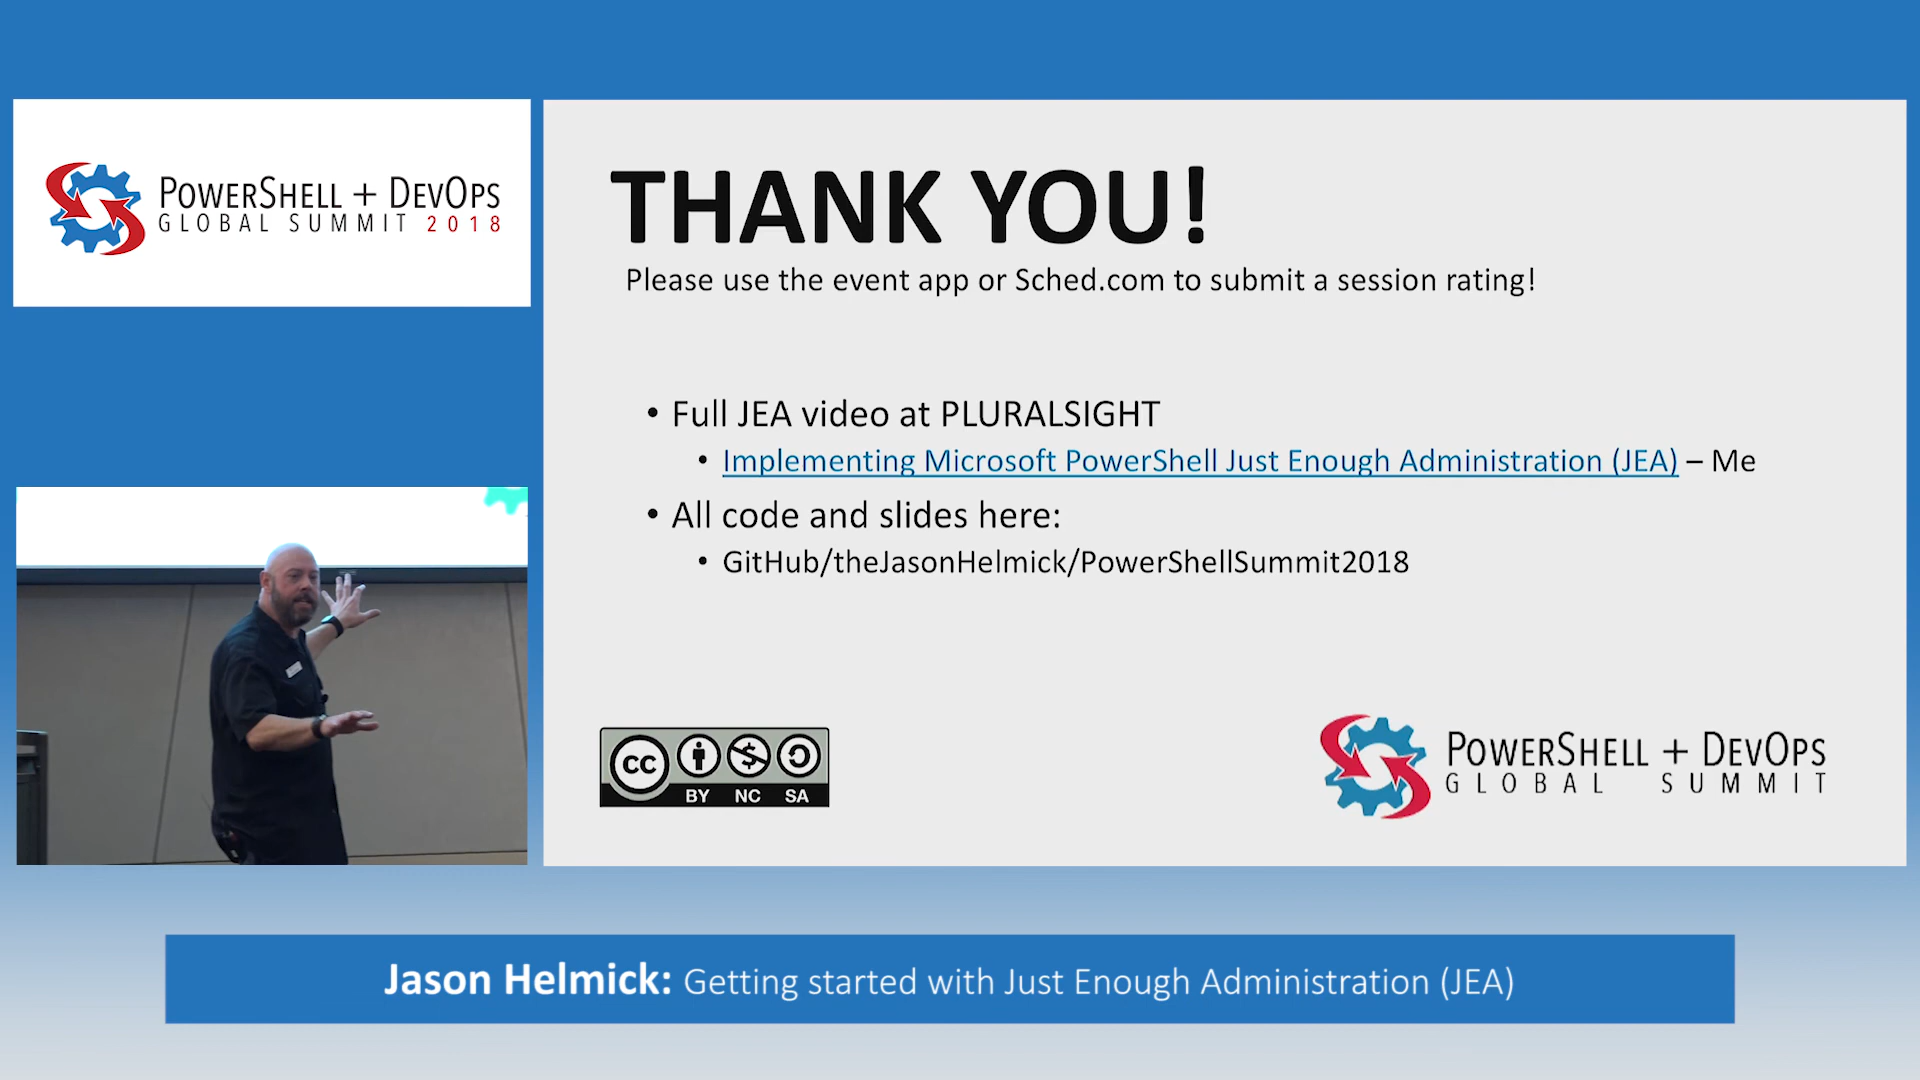 POWERSHELL + DEVOPS
GLOBAL SUMMIT 2018
THANK YOU!
Please use the event app or Sched.com to submit a session rating!
• Full JEA video at PLURALSIGHT
• Implementing Microsoft PowerShell Just Enough Administration (JEA) – Me
• All code and slides here:
• GitHub/theJasonHelmick/PowerShellSummit2018
cc
BY NC SA
POWERSHELL + DEVOPS
GLOBAL SUMMIT
Jason Helmick: Getting started with Just Enough Administration (JEA)